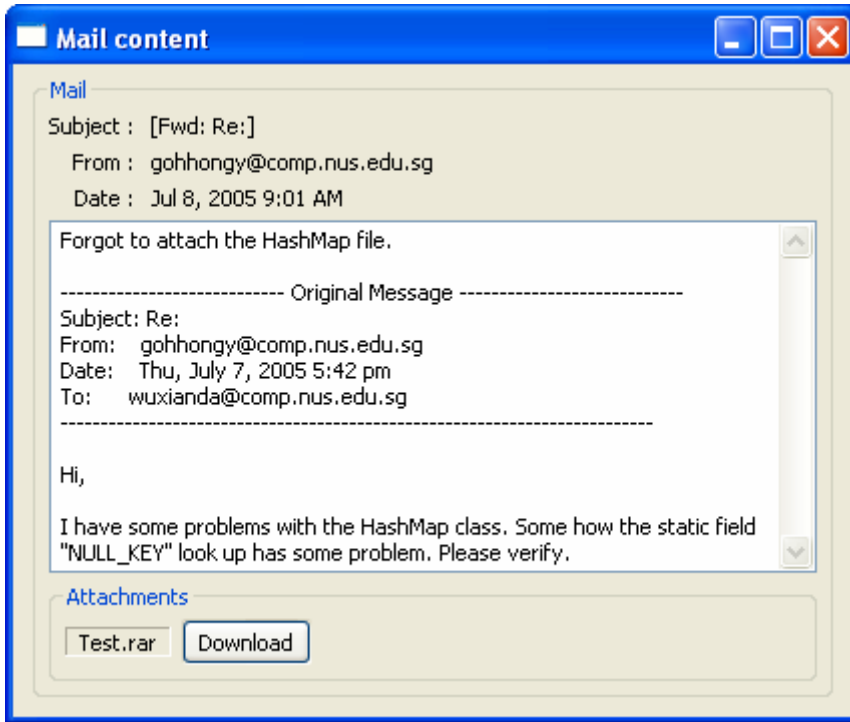 Mail content
Mail
Subject : [Fwd: Re:]
From : gohhongy@comp.nus.edu.sg
Date : Jul 8, 2005 9:01 AM
Forgot to attach the HashMap file.
---------------------------- Original Message ----------------------------
Subject: Re:
From: gohhongy@comp.nus.edu.sg
Date: Thu, July 7, 2005 5:42 pm
To: wuxianda@comp.nus.edu.sg
--------------------------------------------------------------------------
Hi,
I have some problems with the HashMap class. Some how the static field
"NULL_KEY" look up has some problem. Please verify.
Attachments
Test.rar Download